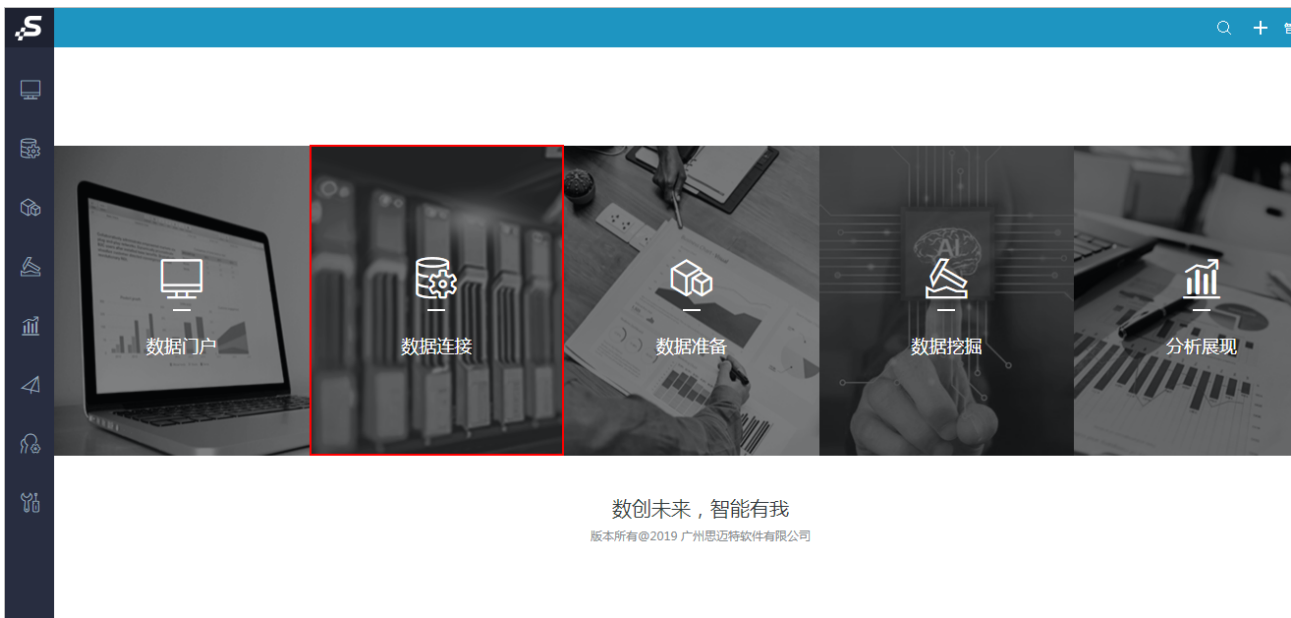 数据门户
数据连接
AI
数据准备
数据挖掘
分析展现
数创未来，智能有我
版本所有@2019 广州思迈特软件有限公司